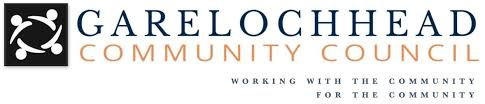 GARELOCHHEAD
COMMUNITY COUNCIL
WORKING WITH THE COMMUNITY
FOR THE COMMUNITY